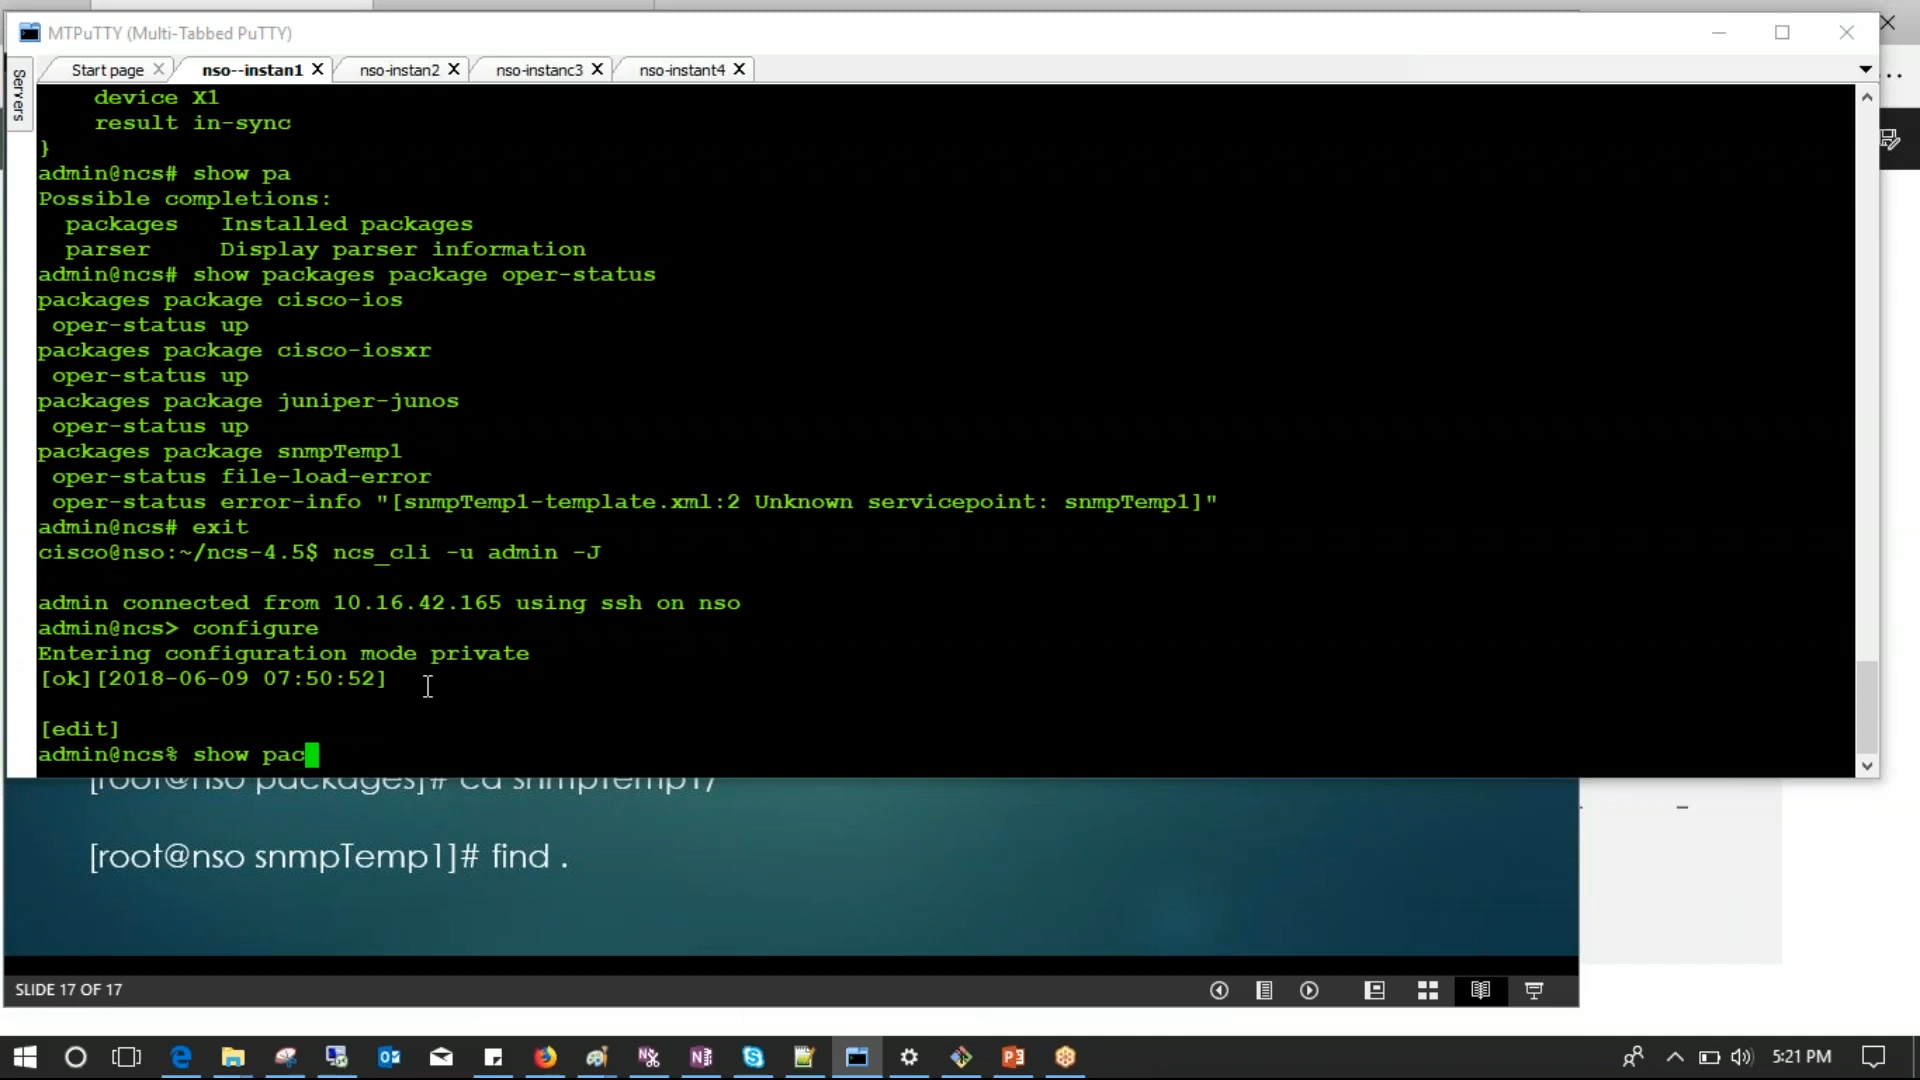 MTPuTTY (Multi-Tabbed PuTTY)
Servers
Start page
nso--instan1
nso-instan2
nso-instanc3
nso-instant4
device X1
result in-sync
}
admin@ncs# show pa
Possible completions:
packages Installed packages
parser Display parser information
admin@ncs# show packages package oper-status
packages package cisco-ios
oper-status up
packages package cisco-iosxr
oper-status up
packages package juniper-junos
oper-status up
packages package snmpTemp1
oper-status file-load-error
oper-status error-info "[snmpTemp1-template.xml:2 Unknown servicepoint: snmpTemp1]"
admin@ncs# exit
cisco@nso:~/ncs-4.5$ ncs_cli -u admin -J
admin connected from 10.16.42.165 using ssh on nso
admin@ncs> configure
Entering configuration mode private
[ok][2018-06-09 07:50:52]
[edit]
admin@ncs% show pac
[root@nso packages]# cd snmpTemp1/
[root@nso snmpTemp1]# find .
SLIDE 17 OF 17
5:21 PM